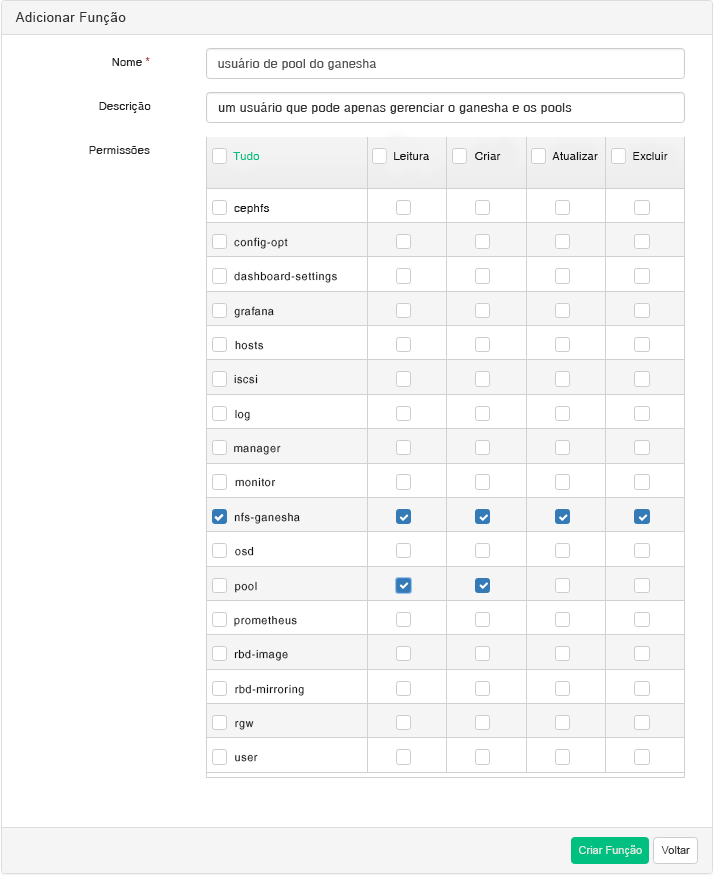 Adicionar Função
Nome *
usuário de pool do ganesha
Descrição
um usuário que pode apenas gerenciar o ganesha e os pools
Permissões
Tudo Leitura Criar Atualizar Excluir
cephfs
config-opt
dashboard-settings
grafana
hosts
iscsi
log
manager
monitor
nfs-ganesha
osd
pool
prometheus
rbd-image
rbd-mirroring
rgw
user
Criar Função Voltar